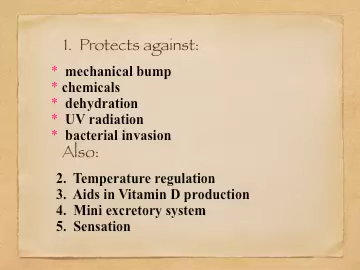 1. Protects against:
* mechanical bump
* chemicals
* dehydration
* UV radiation
* bacterial invasion
Also:
2. Temperature regulation
3. Aids in Vitamin D production
4. Mini excretory system
5. Sensation